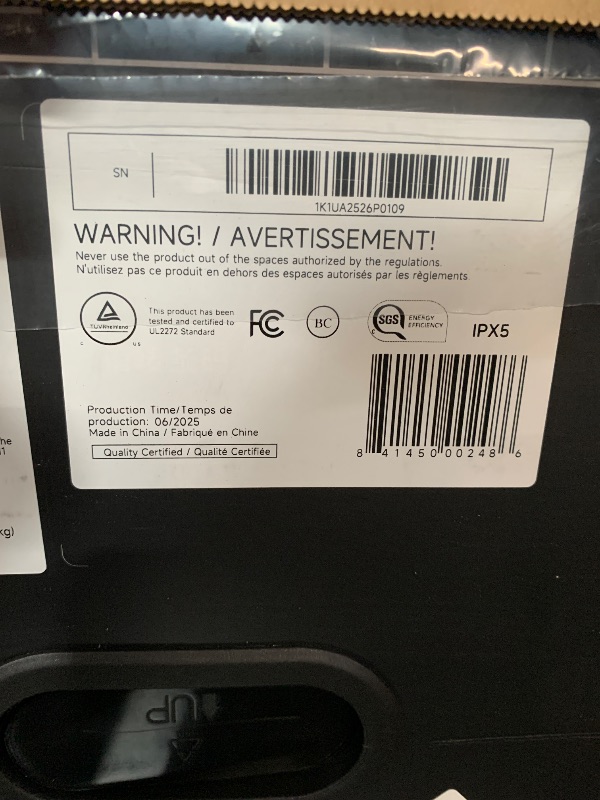 SN
1K1UA2526P0109
WARNING! / AVERTISSEMENT!
Never use the product out of the spaces authorized by the regulations.
N'utilisez pas ce produit en dehors des espaces autorisés par les règlements
TÜVRheinland
C US
This product has been
tested and certified to
UL2272 Standard
FC
BC
SGS
ENERGY
EFFICIENCY
C
IPX5
Production Time/Temps de
production: 06/2025
Made in China / Fabriqué en Chine
Quality Certified / Qualité Certifiée
8 41450 00248 6
kg)
UP